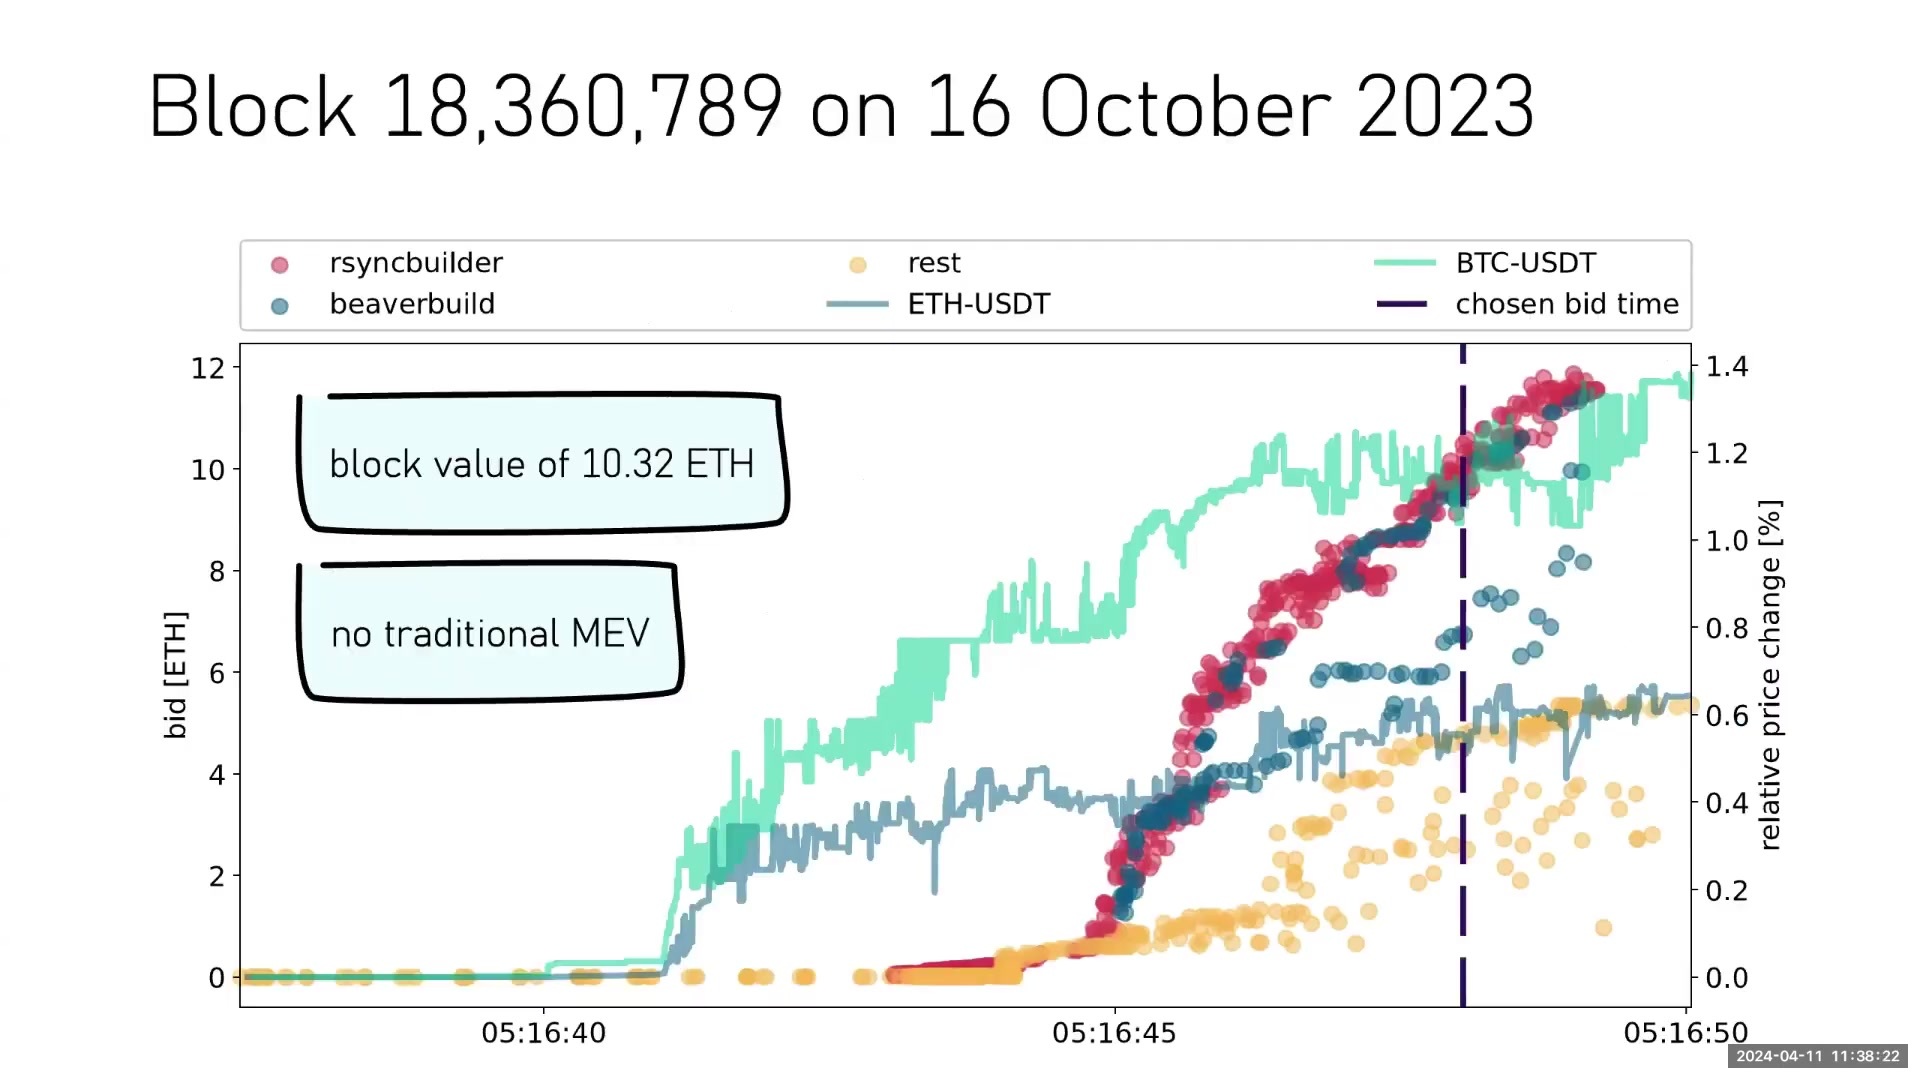 Block 18,360,789 on 16 October 2023
rsyncbuilder
rest
BTC-USDT
beaverbuild
ETH-USDT
chosen bid time
block value of 10.32 ETH
no traditional MEV
bid [ETH]
12
10
8
6
4
2
0
relative price change [%]
1.4
1.2
1.0
0.8
0.6
0.4
0.2
0.0
05:16:40
05:16:45
05:16:50
2024-04-11 11:38:22